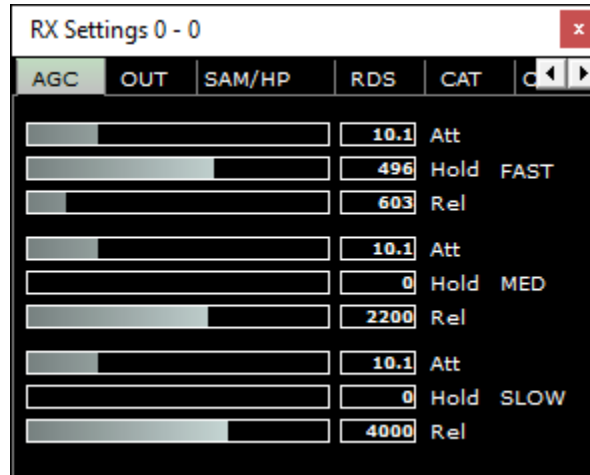 RX Settings 0 - 0
x
AGC OUT SAM/HP RDS CAT
10.1 Att
496 Hold FAST
603 Rel
10.1 Att
0 Hold MED
2200 Rel
10.1 Att
0 Hold SLOW
4000 Rel